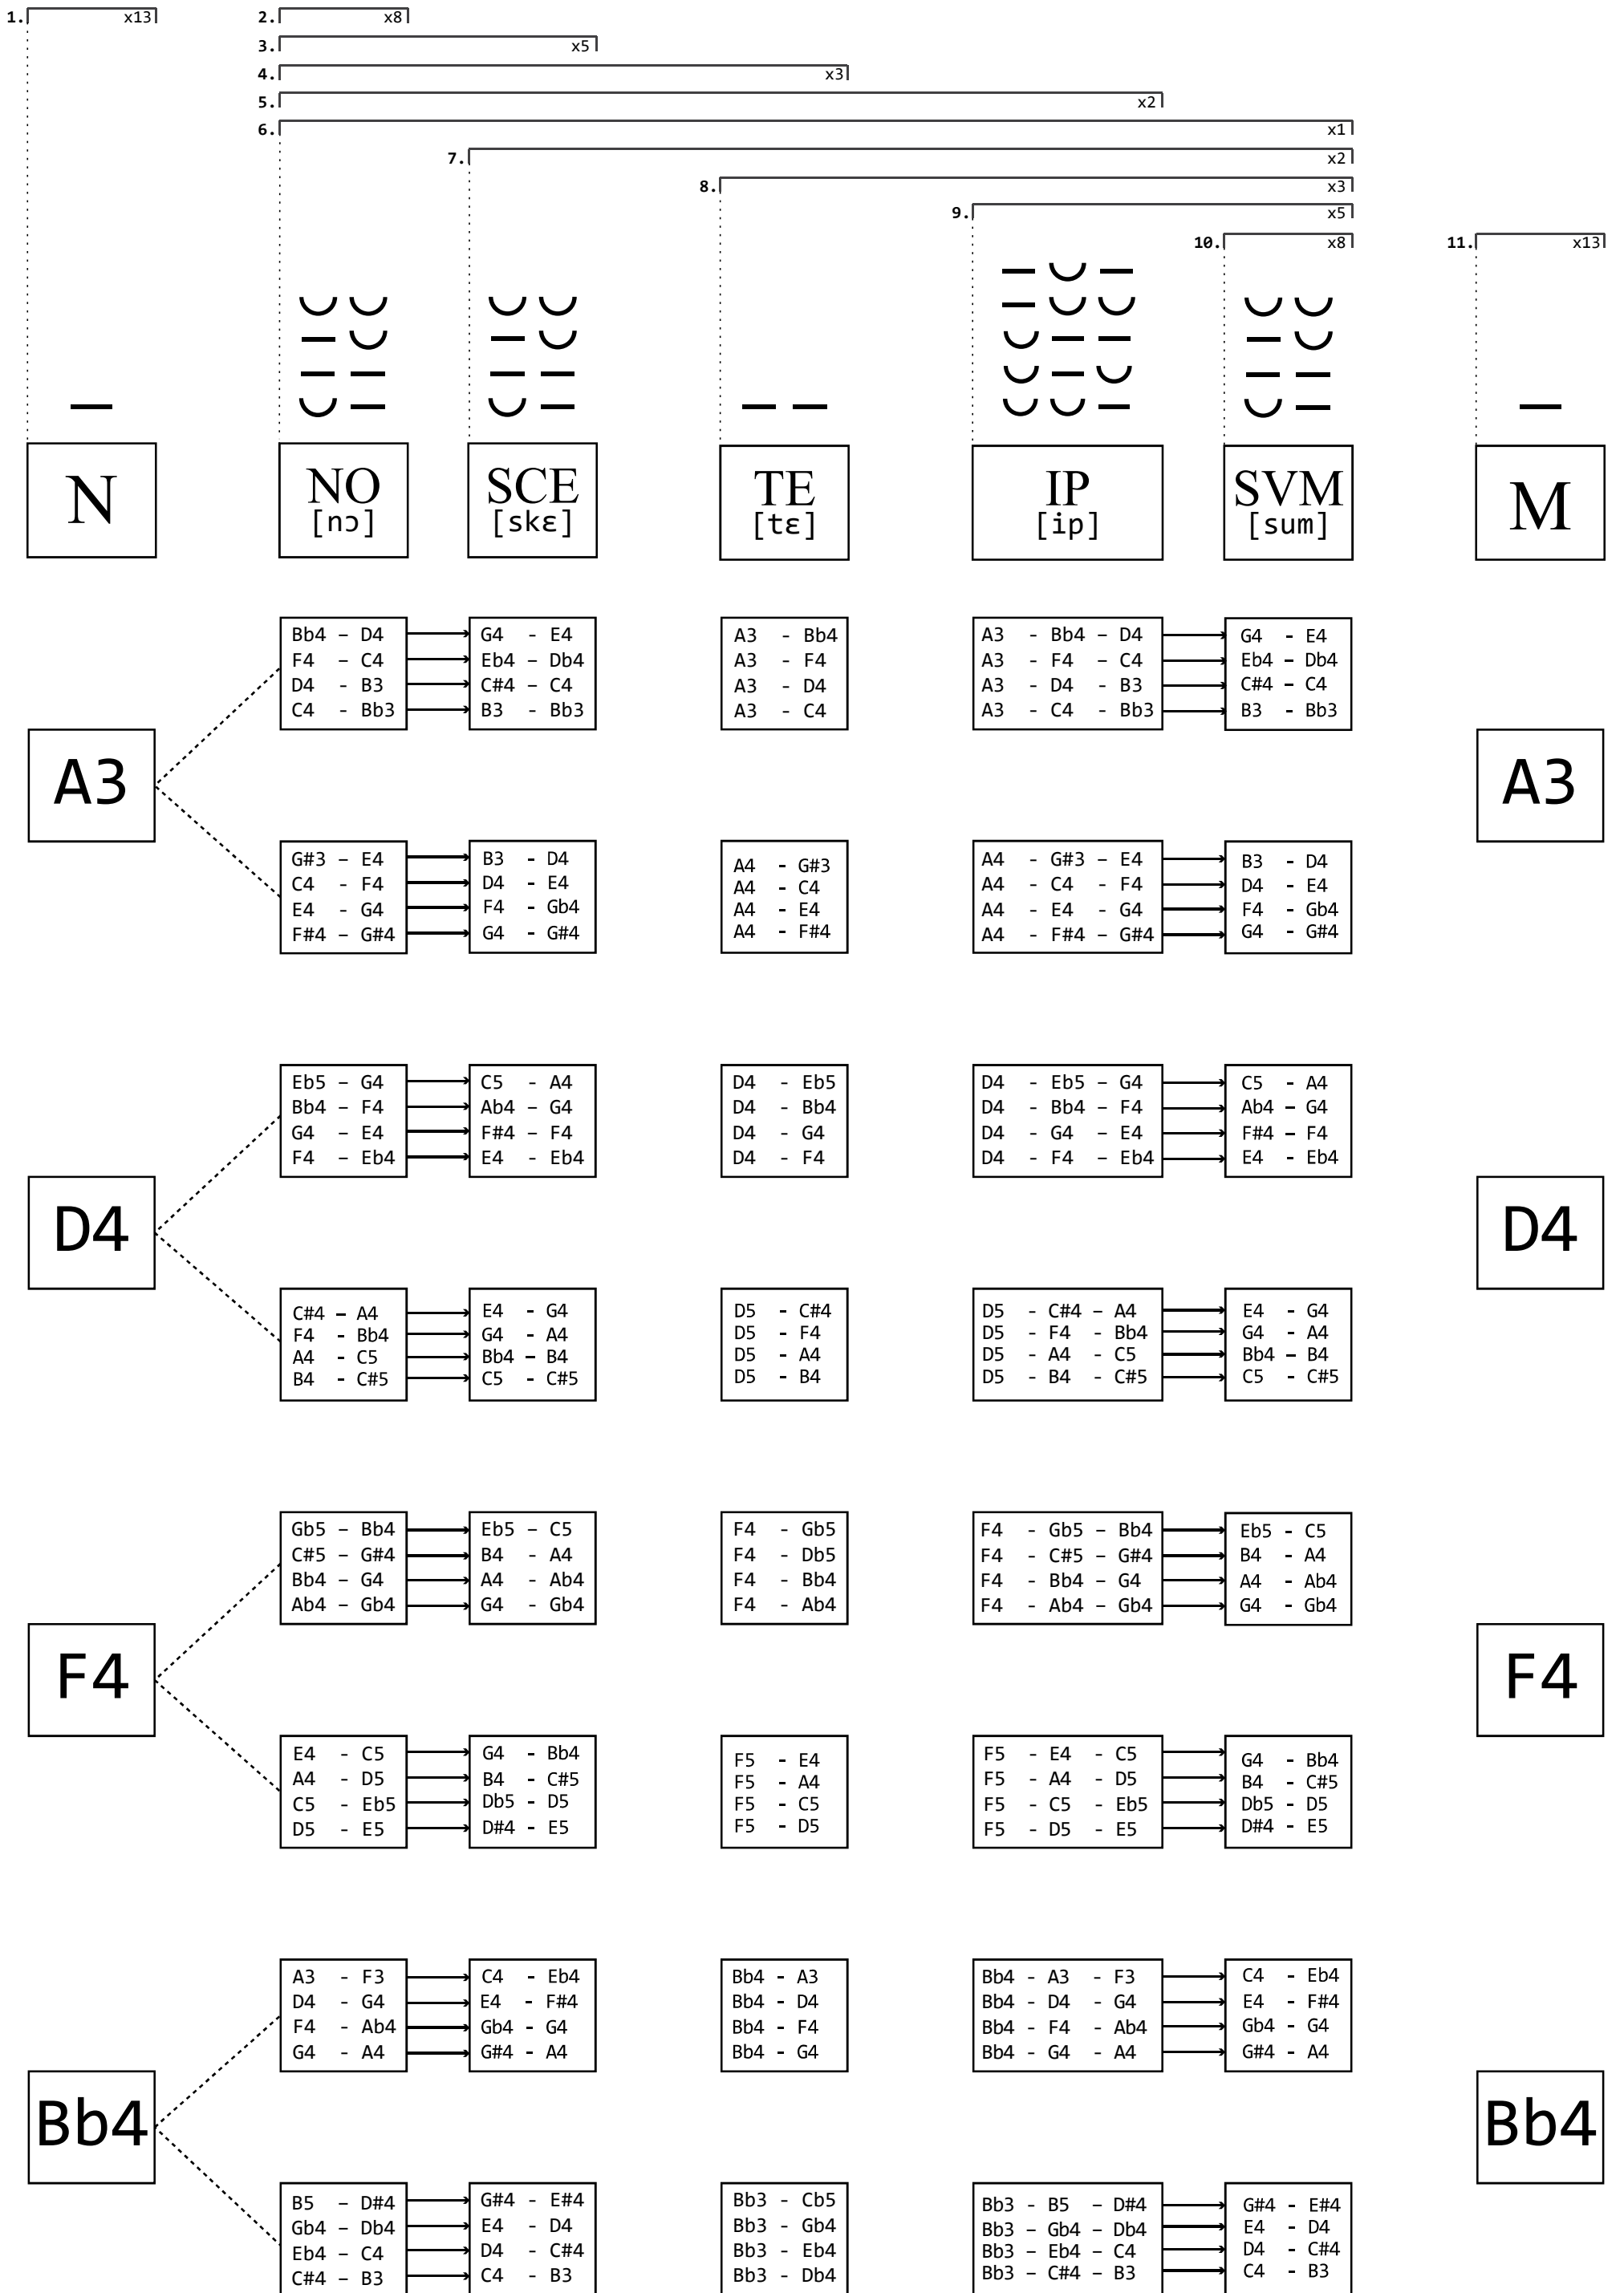 1. x13 2. x8
3. x5
4. x3
5. x2
6. x1
7. x2
8. x3
9. x5
10. x8 11. x13
N NO SCE TE IP SVM M
[nɔ] [skɛ] [tɛ] [ip] [sum]
Bb4 – D4 G4 - E4 A3 - Bb4 A3 - Bb4 – D4 G4 - E4
F4 – C4 Eb4 – Db4 A3 - F4 A3 - F4 – C4 Eb4 – Db4
D4 - B3 C#4 – C4 A3 - D4 A3 - D4 – B3 C#4 – C4
C4 - Bb3 B3 - Bb3 A3 - C4 A3 - C4 - Bb3 B3 - Bb3
A3 A3
G#3 – E4 B3 - D4 A4 - G#3 A4 - G#3 – E4 B3 - D4
C4 - F4 D4 - E4 A4 - C4 A4 - C4 - F4 D4 - E4
E4 - G4 F4 - Gb4 A4 - E4 A4 - E4 - G4 F4 - Gb4
F#4 – G#4 G4 - G#4 A4 - F#4 A4 - F#4 – G#4 G4 - G#4
Eb5 – G4 C5 - A4 D4 - Eb5 D4 - Eb5 – G4 C5 - A4
Bb4 – F4 Ab4 – G4 D4 - Bb4 D4 - Bb4 – F4 Ab4 – G4
G4 - E4 F#4 – F4 D4 - G4 D4 - G4 - E4 F#4 – F4
F4 - Eb4 E4 - Eb4 D4 - F4 D4 - F4 – Eb4 E4 - Eb4
D4 D4
C#4 – A4 E4 - G4 D5 - C#4 D5 - C#4 – A4 E4 - G4
F4 - Bb4 G4 - A4 D5 - F4 D5 - F4 - Bb4 G4 - A4
A4 - C5 Bb4 – B4 D5 - A4 D5 - A4 - C5 Bb4 – B4
B4 - C#5 C5 - C#5 D5 - B4 D5 - B4 - C#5 C5 - C#5
Gb5 – Bb4 Eb5 – C5 F4 - Gb5 F4 - Gb5 – Bb4 Eb5 - C5
C#5 – G#4 B4 - A4 F4 - Db5 F4 - C#5 – G#4 B4 - A4
Bb4 – G4 A4 - Ab4 F4 - Bb4 F4 - Bb4 – G4 A4 - Ab4
Ab4 – Gb4 G4 - Gb4 F4 - Ab4 F4 - Ab4 – Gb4 G4 - Gb4
F4 F4
E4 - C5 G4 - Bb4 F5 - E4 F5 - E4 - C5 G4 - Bb4
A4 - D5 B4 - C#5 F5 - A4 F5 - A4 - D5 B4 - C#5
C5 - Eb5 Db5 - D5 F5 - C5 F5 - C5 - Eb5 Db5 - D5
D5 - E5 D#4 - E5 F5 - D5 F5 - D5 - E5 D#4 - E5
A3 - F3 C4 - Eb4 Bb4 - A3 Bb4 - A3 - F3 C4 - Eb4
D4 - G4 E4 - F#4 Bb4 - D4 Bb4 - D4 - G4 E4 - F#4
F4 - Ab4 Gb4 - G4 Bb4 - F4 Bb4 - F4 - Ab4 Gb4 - G4
G4 - A4 G#4 - A4 Bb4 - G4 Bb4 - G4 - A4 G#4 - A4
Bb4 Bb4
B5 – D#4 G#4 - E#4 Bb3 - Cb5 Bb3 - B5 – D#4 G#4 - E#4
Gb4 – Db4 E4 - D4 Bb3 - Gb4 Bb3 - Gb4 – Db4 E4 - D4
Eb4 – C4 D4 - C#4 Bb3 - Eb4 Bb3 – Eb4 – C4 D4 - C#4
C#4 – B3 C4 - B3 Bb3 - Db4 Bb3 - C#4 – B3 C4 - B3